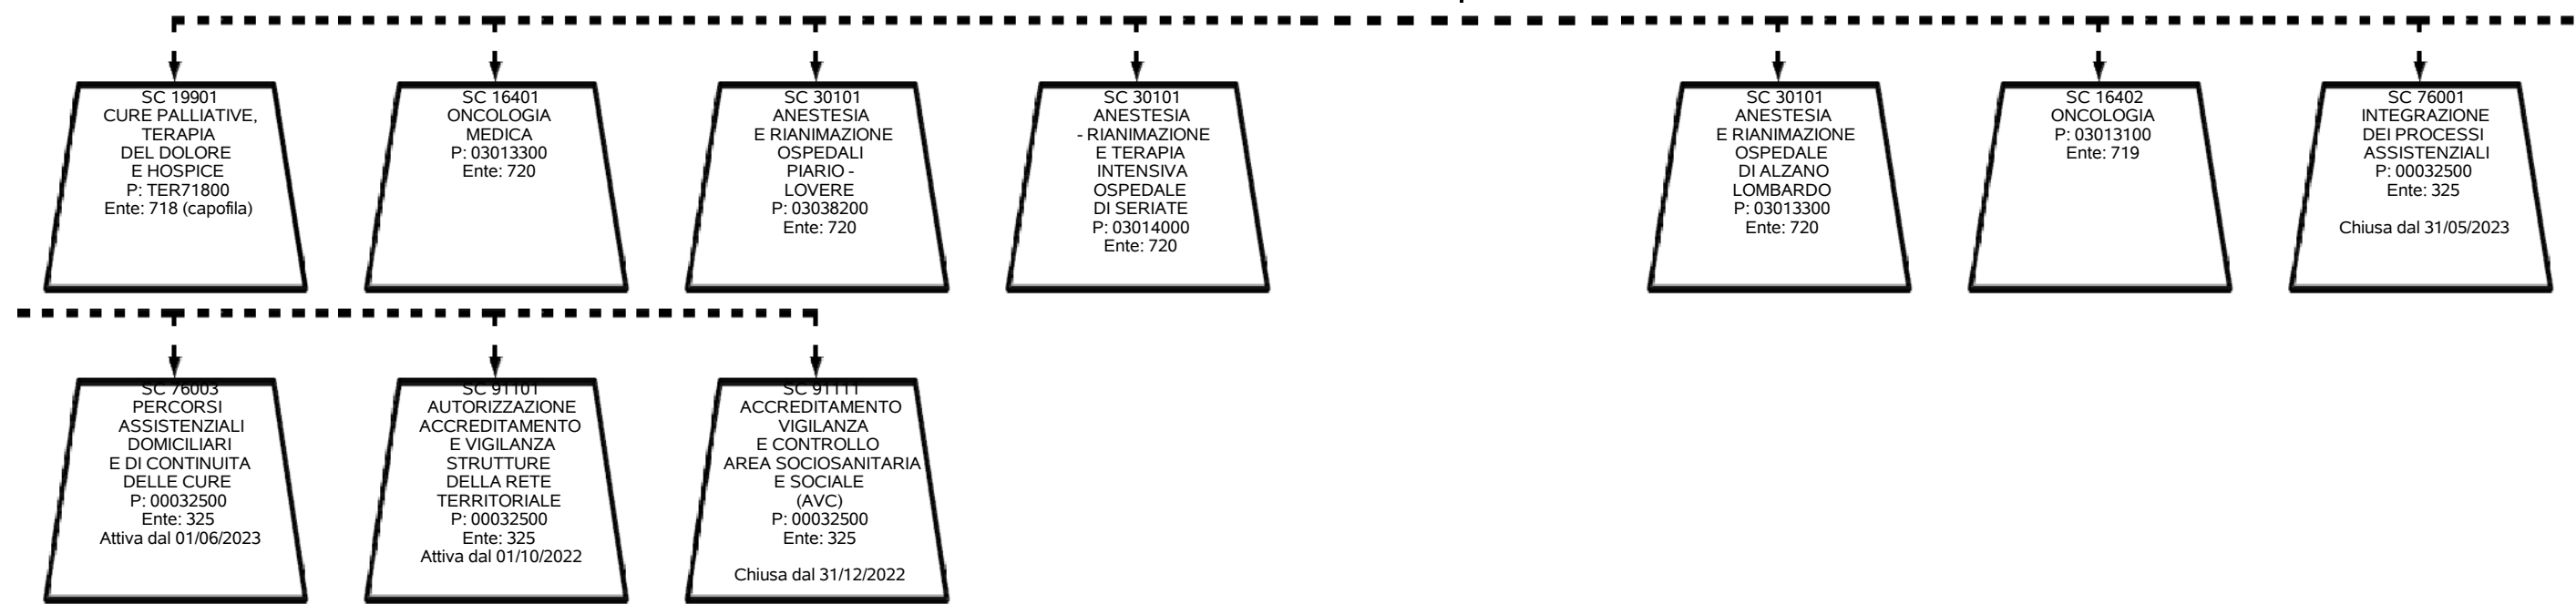 SC 19901
CURE PALLIATIVE,
TERAPIA
DEL DOLORE
E HOSPICE
P: TER71800
Ente: 718 (capofila)
SC 16401
ONCOLOGIA
MEDICA
P: 03013300
Ente: 720
SC 30101
ANESTESIA
E RIANIMAZIONE
OSPEDALI
PIARIO -
LOVERE
P: 03038200
Ente: 720
SC 30101
ANESTESIA
- RIANIMAZIONE
E TERAPIA
INTENSIVA
OSPEDALE
DI SERIATE
P: 03014000
Ente: 720
SC 30101
ANESTESIA
E RIANIMAZIONE
OSPEDALE
DI ALZANO
LOMBARDO
P: 03013300
Ente: 720
SC 16402
ONCOLOGIA
P: 03013100
Ente: 719
SC 76001
INTEGRAZIONE
DEI PROCESSI
ASSISTENZIALI
P: 00032500
Ente: 325
Chiusa dal 31/05/2023
SC 76003
PERCORSI
ASSISTENZIALI
DOMICILIARI
E DI CONTINUITA
DELLE CURE
P: 00032500
Ente: 325
Attiva dal 01/06/2023
SC 91101
AUTORIZZAZIONE
ACCREDITAMENTO
E VIGILANZA
STRUTTURE
DELLA RETE
TERRITORIALE
P: 00032500
Ente: 325
Attiva dal 01/10/2022
SC 91111
ACCREDITAMENTO
VIGILANZA
E CONTROLLO
AREA SOCIOSANITARIA
E SOCIALE
(AVC)
P: 00032500
Ente: 325
Chiusa dal 31/12/2022